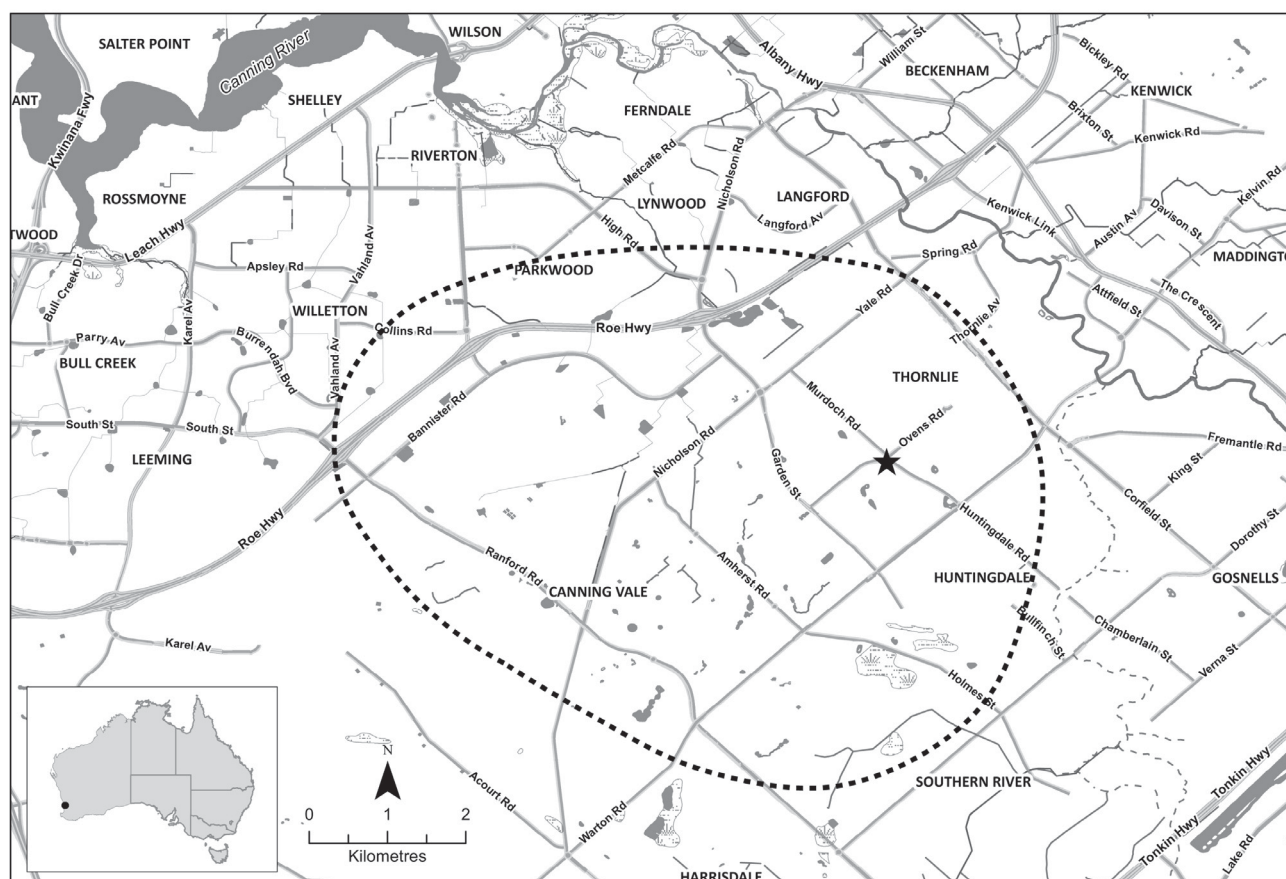 SALTER POINT
Canning River
WILSON
Albany Hwy
William St
BECKENHAM
Bickley Rd
KENWICK
ANT
Kwinana Fwy
SHELLEY
FERNDALE
Brixton St
Kenwick Rd
RIVERTON
Metcalfe Rd
Nicholson Rd
ROSSMOYNE
LYNWOOD
LANGFORD
Langford Av
Kenwick Link
Austin Av
Davison St
Kelvin Rd
TWOOD
Leach Hwy
Vahland Av
High Rd
Spring Rd
MADDINGTO
Bull Creek Dr
Apsley Rd
PARKWOOD
Yale Rd
Attfield St
The Crescent
Karel Av
WILLETTON
Collins Rd
Roe Hwy
Thornlie Av
Parry Av
Burrendah Bvd
Vahland Av
BULL CREEK
Bannister Rd
THORNLIE
Murdoch Rd
Ovens Rd
South St
South St
LEEMING
Nicholson Rd
Garden St
Fremantle Rd
King St
Roe Hwy
Huntingdale Rd
Corfield St
Dorothy St
Ranford Rd
CANNING VALE
Amherst Rd
HUNTINGDALE
GOSNELLS
Bullfinch St
Chamberlain St
Karel Av
Verna St
Holmes St
N
Acourt Rd
SOUTHERN RIVER
Tonkin Hwy
0 1 2
Kilometres
Warton Rd
Tonkin Hwy
Lake Rd
HARRISDALE